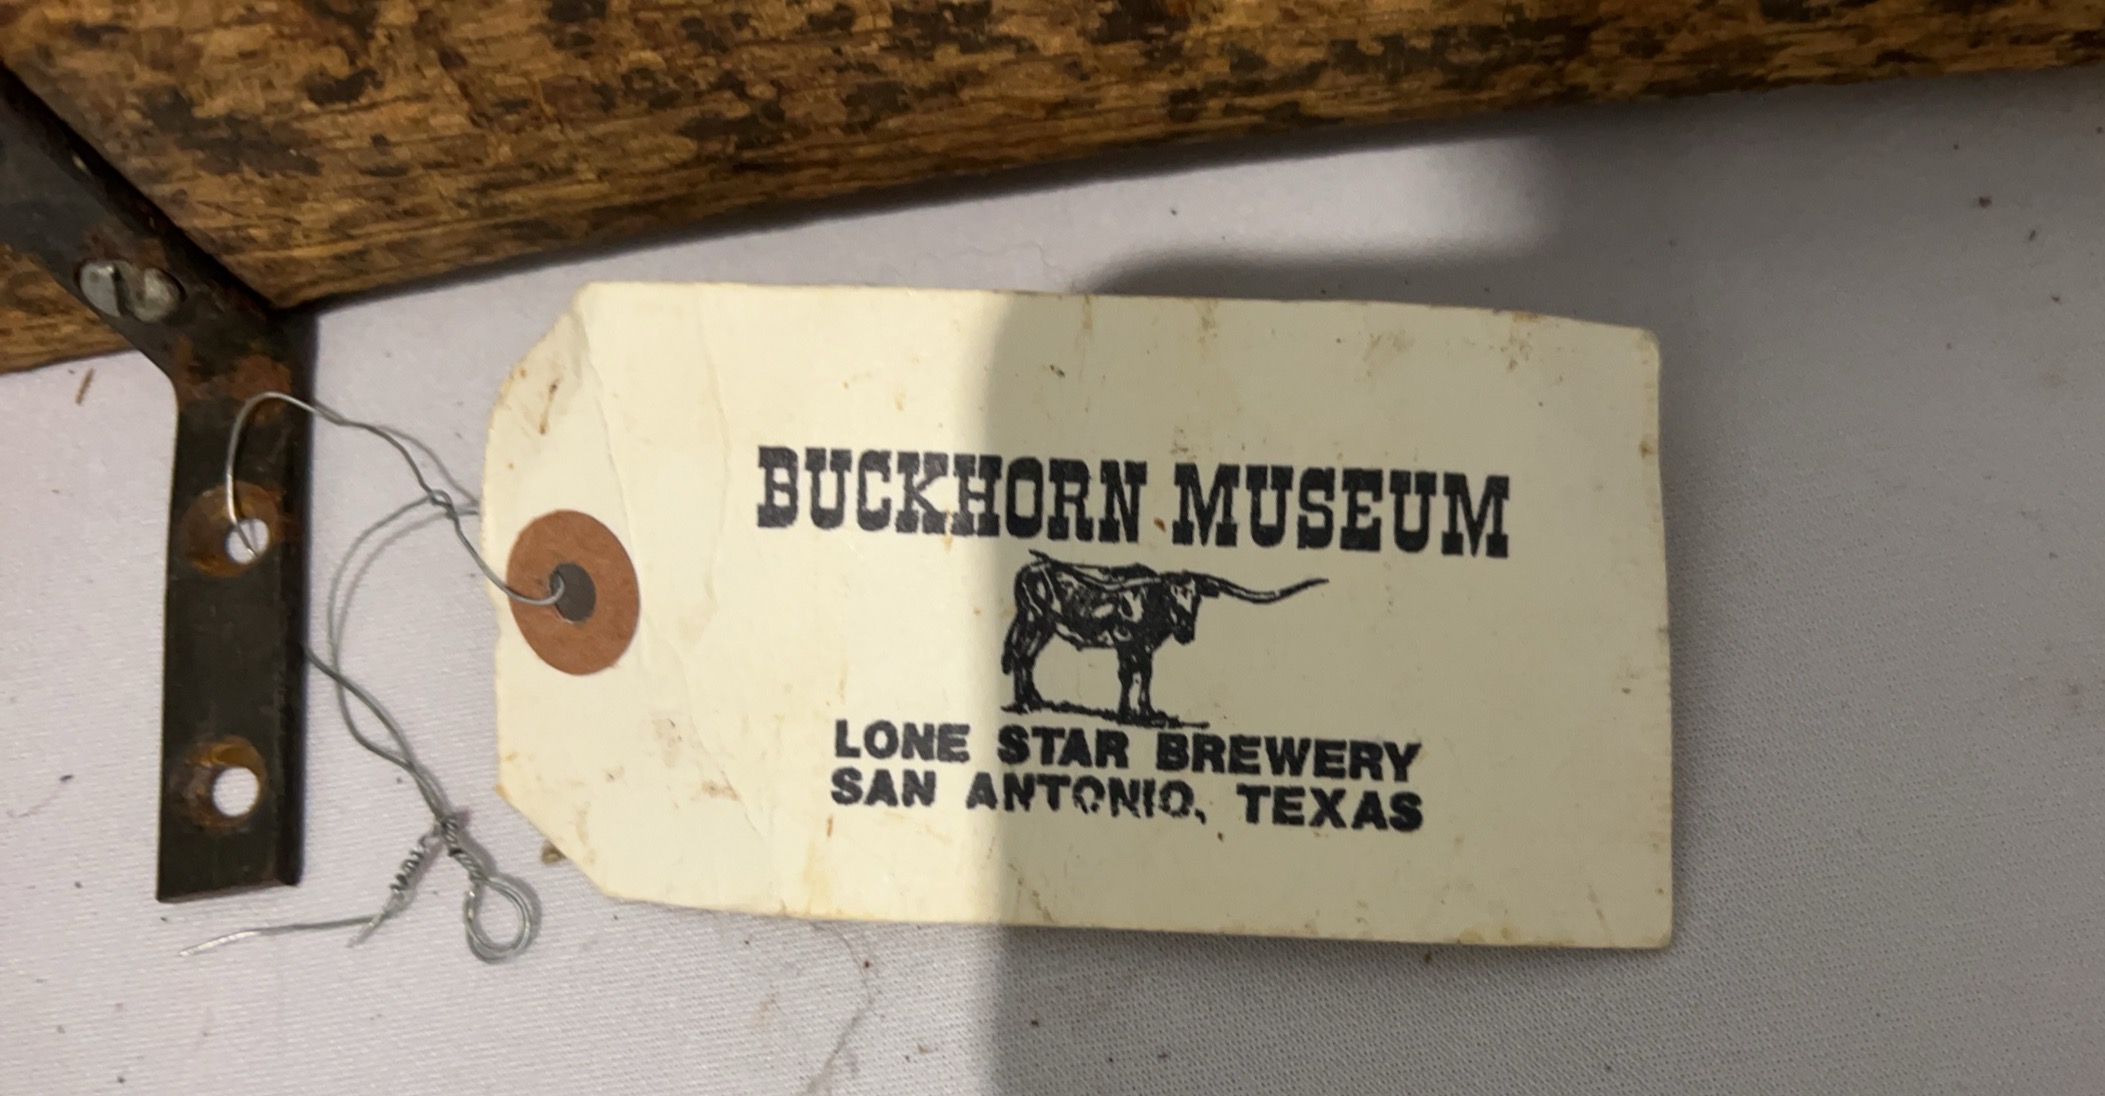 BUCKHORN MUSEUM
LONE STAR BREWERY
SAN ANTONIO, TEXAS